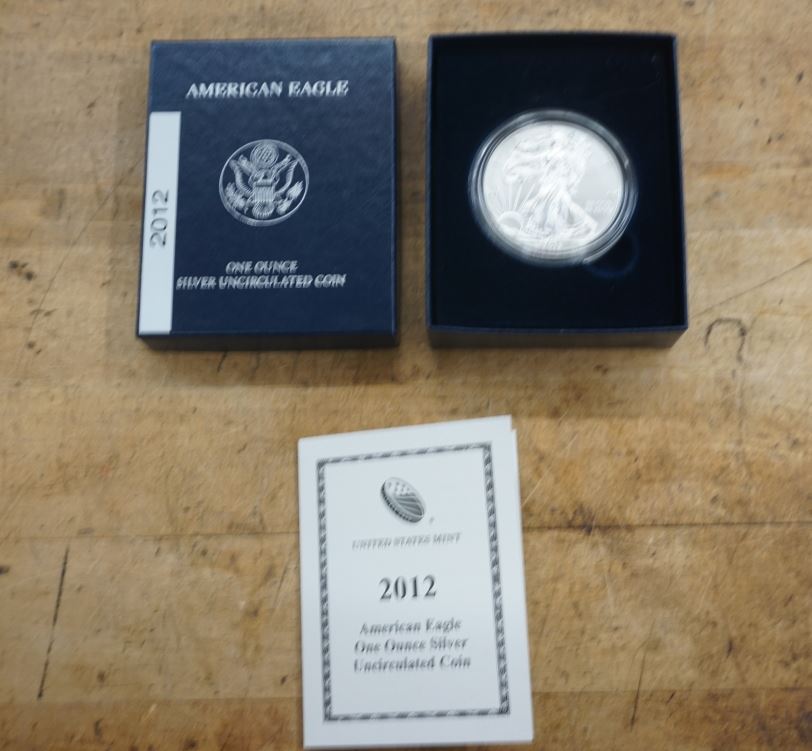 AMERICAN EAGLE
2012
ONE OUNCE
SILVER UNCIRCULATED COIN
UNITED STATES MINT
2012
American Eagle
One Ounce Silver
Uncirculated Coin